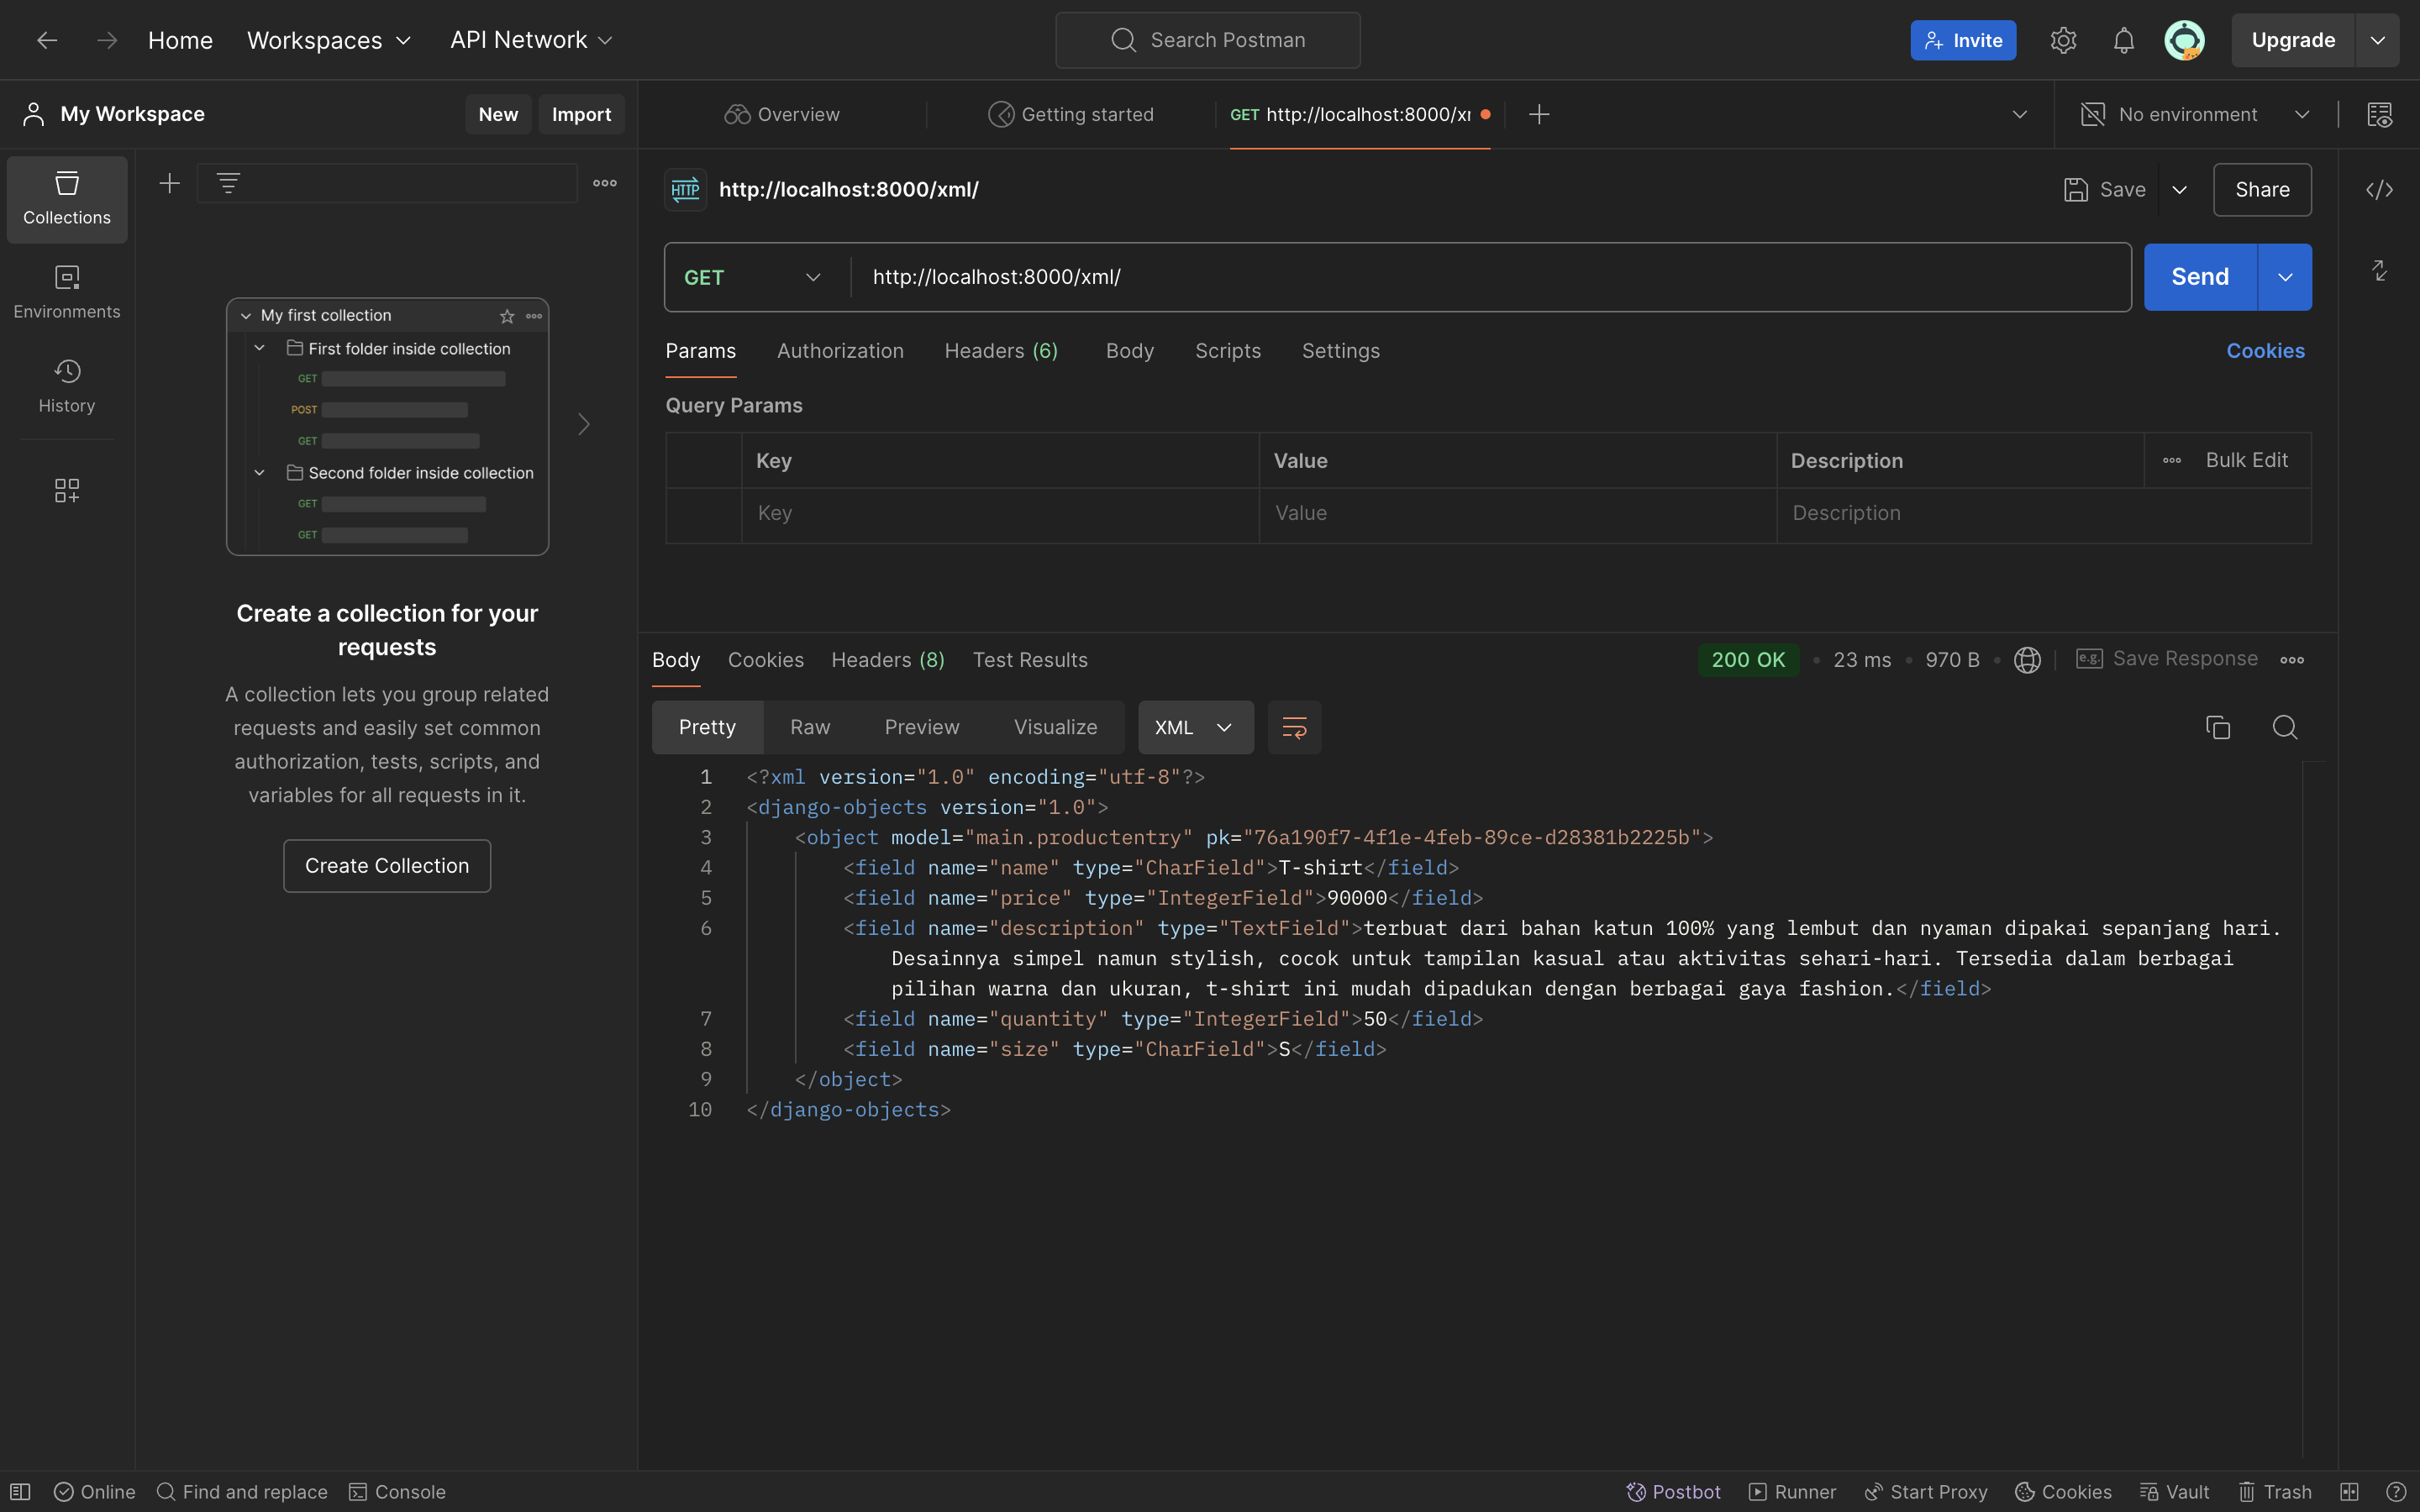 Home Workspaces API Network Search Postman Invite Upgrade
My Workspace New Import Overview Getting started GET http://localhost:8000/xr No environment
Collections
Environments
History
My first collection
First folder inside collection
GET
POST
GET
Second folder inside collection
GET
GET
Create a collection for your
requests
A collection lets you group related
requests and easily set common
authorization, tests, scripts, and
variables for all requests in it.
Create Collection
HTTP http://localhost:8000/xml/ Save Share
GET http://localhost:8000/xml/ Send
Params Authorization Headers (6) Body Scripts Settings Cookies
Query Params
Key Value Description Bulk Edit
Key Value Description
Body Cookies Headers (8) Test Results 200 OK 23 ms 970 B e.g. Save Response
Pretty Raw Preview Visualize XML
1 <?xml version="1.0" encoding="utf-8"?>
2 <django-objects version="1.0">
3 <object model="main.productentry" pk="76a190f7-4f1e-4feb-89ce-d28381b2225b">
4 <field name="name" type="CharField">T-shirt</field>
5 <field name="price" type="IntegerField">90000</field>
6 <field name="description" type="TextField">terbuat dari bahan katun 100% yang lembut dan nyaman dipakai sepanjang hari.
Desainnya simpel namun stylish, cocok untuk tampilan kasual atau aktivitas sehari-hari. Tersedia dalam berbagai
pilihan warna dan ukuran, t-shirt ini mudah dipadukan dengan berbagai gaya fashion.</field>
7 <field name="quantity" type="IntegerField">50</field>
8 <field name="size" type="CharField">S</field>
9 </object>
10 </django-objects>
Online Find and replace Console Postbot Runner Start Proxy Cookies Vault Trash